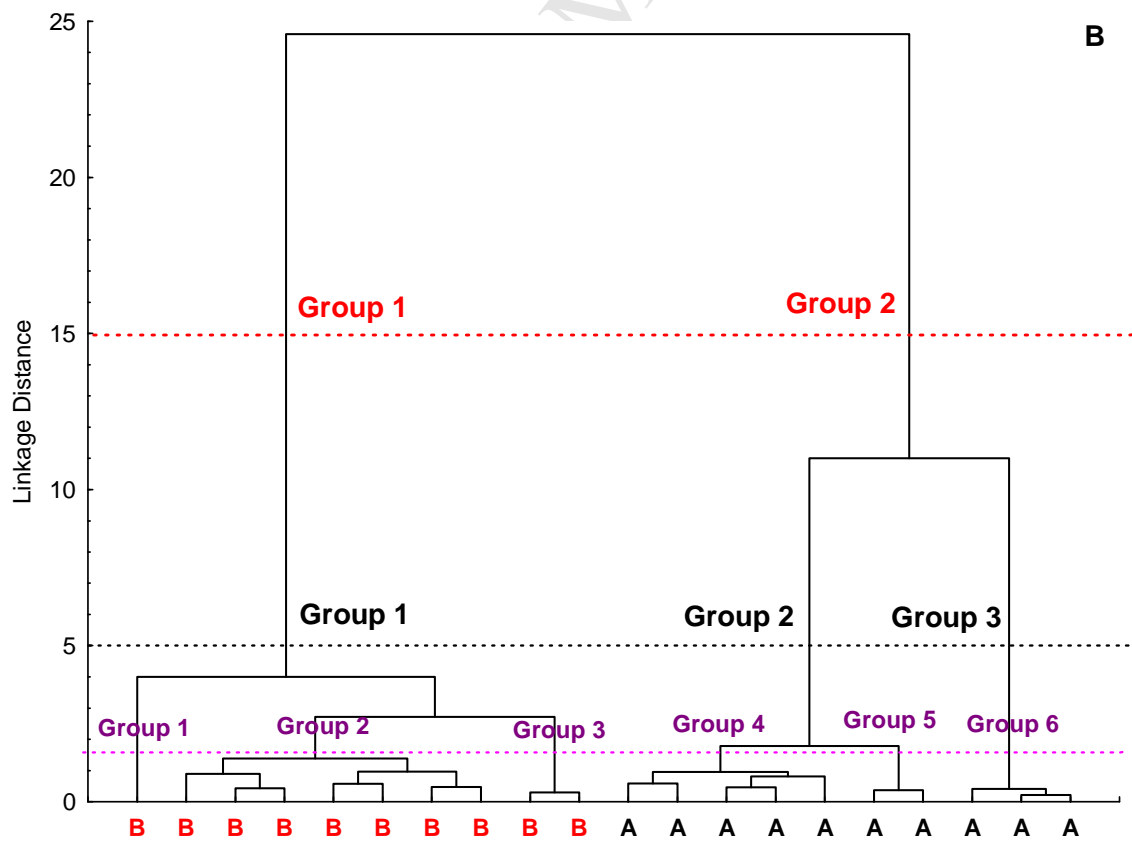 25
B
20
Group 1
Group 2
15
Linkage Distance
10
Group 1
Group 2
Group 3
5
Group 1
Group 2
Group 3
Group 4
Group 5
Group 6
0
B B B B B B B B B B A A A A A A A A A A